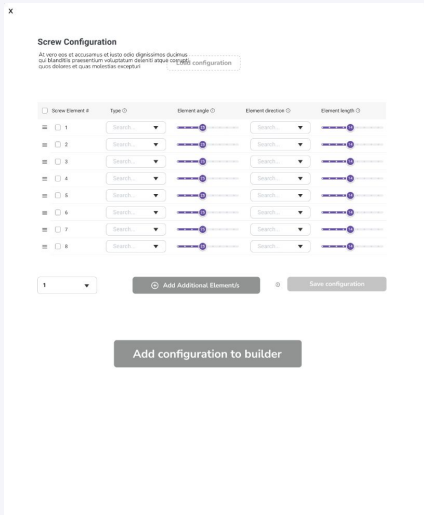 x
Screw Configuration
At vero eos et accusamus et iusto odio dignissimos ducimus
qui blanditiis praesentium voluptatum deseniti atque corrupti
quos dolores et quas molestias excepturi
Load configuration
Screw Element # Type Element angle Element direction Element length
1 Search... Search...
2 Search... Search...
3 Search... Search...
4 Search... Search...
5 Search... Search...
6 Search... Search...
7 Search... Search...
8 Search... Search...
1 Add Additional Element/s Save configuration
Add configuration to builder